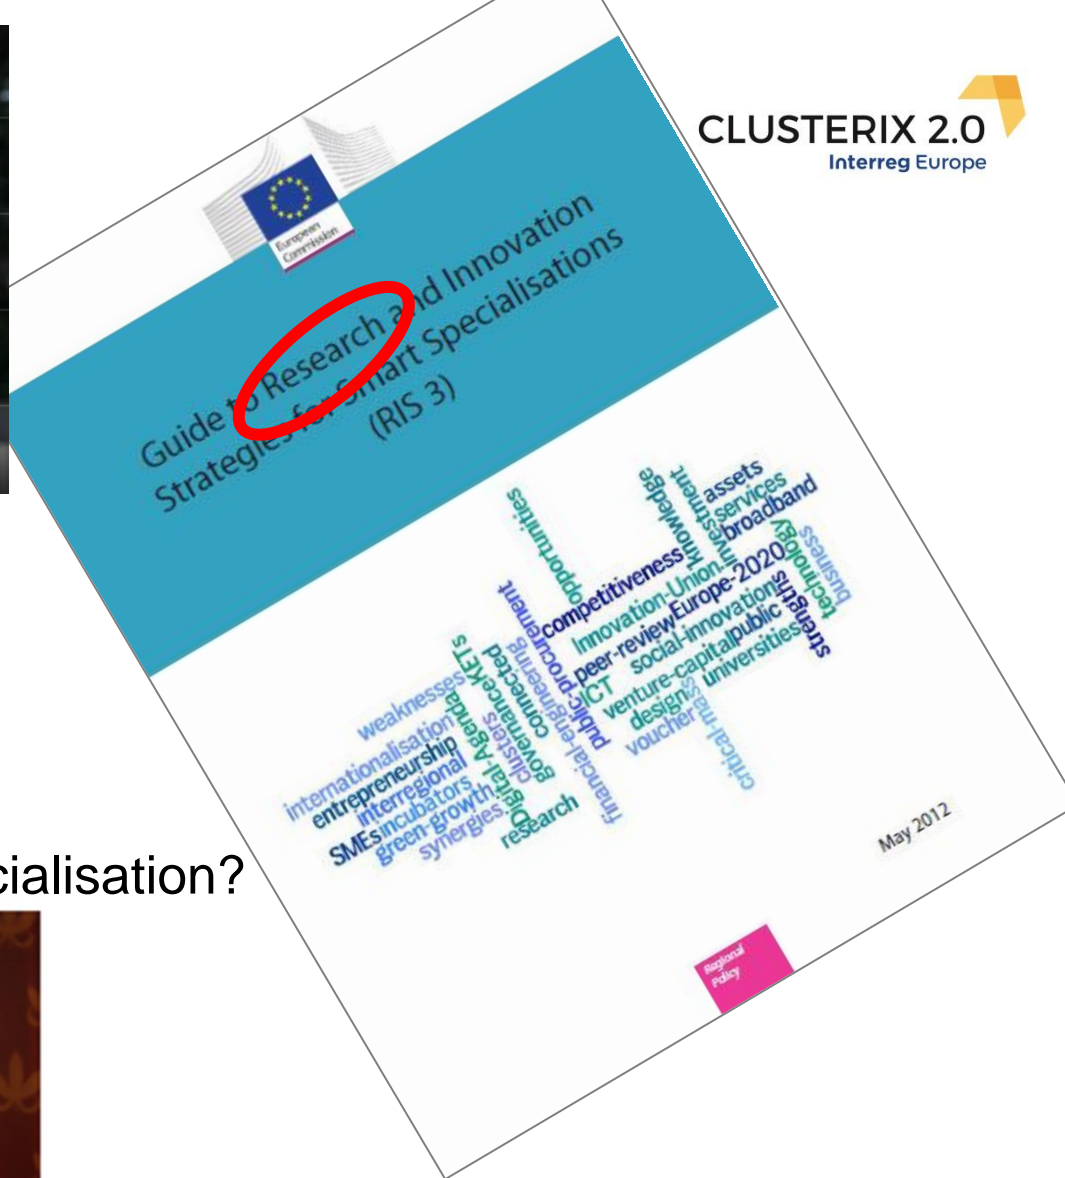 CLUSTERIX 2.0
Interreg Europe
European
Commission
Guide to Research and Innovation
Strategies for Smart Specialisations
(RIS 3)
opportunities
knowledge
investment
assets
services
broadband
competitiveness
Innovation-Union
peer-review
Europe-2020
technology
business
social-innovation
strengths
public
venture-capital
universities
ICT
design
voucher
critical-mass
procurement
public-procurement
financial-engineering
connected
KETs
governance
clusters
Digital-Agenda
weaknesses
internationalisation
entrepreneurship
interregional
SMEs
incubators
green-growth
synergies
research
May 2012
cialisation?
Regional
Policy